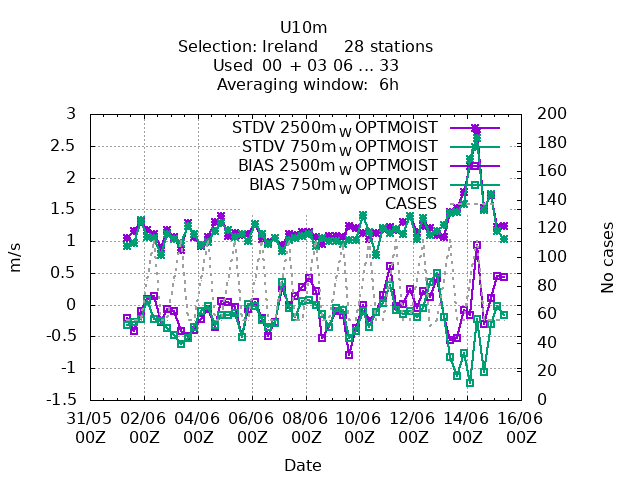 U10m
Selection: Ireland 28 stations
Used 00 + 03 06 ... 33
Averaging window: 6h
STDV 2500m_W OPTMOIST
STDV 750m_W OPTMOIST
BIAS 2500m_W OPTMOIST
BIAS 750m_W OPTMOIST
CASES
3
2.5
2
1.5
1
0.5
0
-0.5
-1
-1.5
m/s
200
180
160
140
120
100
80
60
40
20
0
No cases
31/05 02/06 04/06 06/06 08/06 10/06 12/06 14/06 16/06
00Z 00Z 00Z 00Z 00Z 00Z 00Z 00Z 00Z
Date